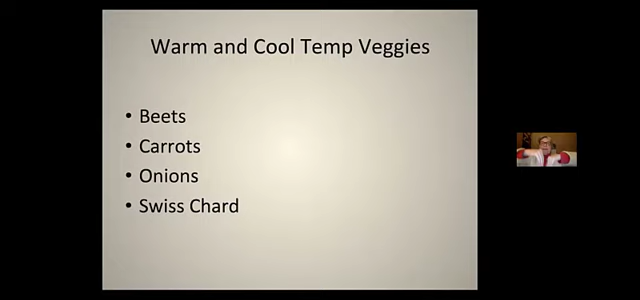 Warm and Cool Temp Veggies
• Beets
• Carrots
• Onions
• Swiss Chard